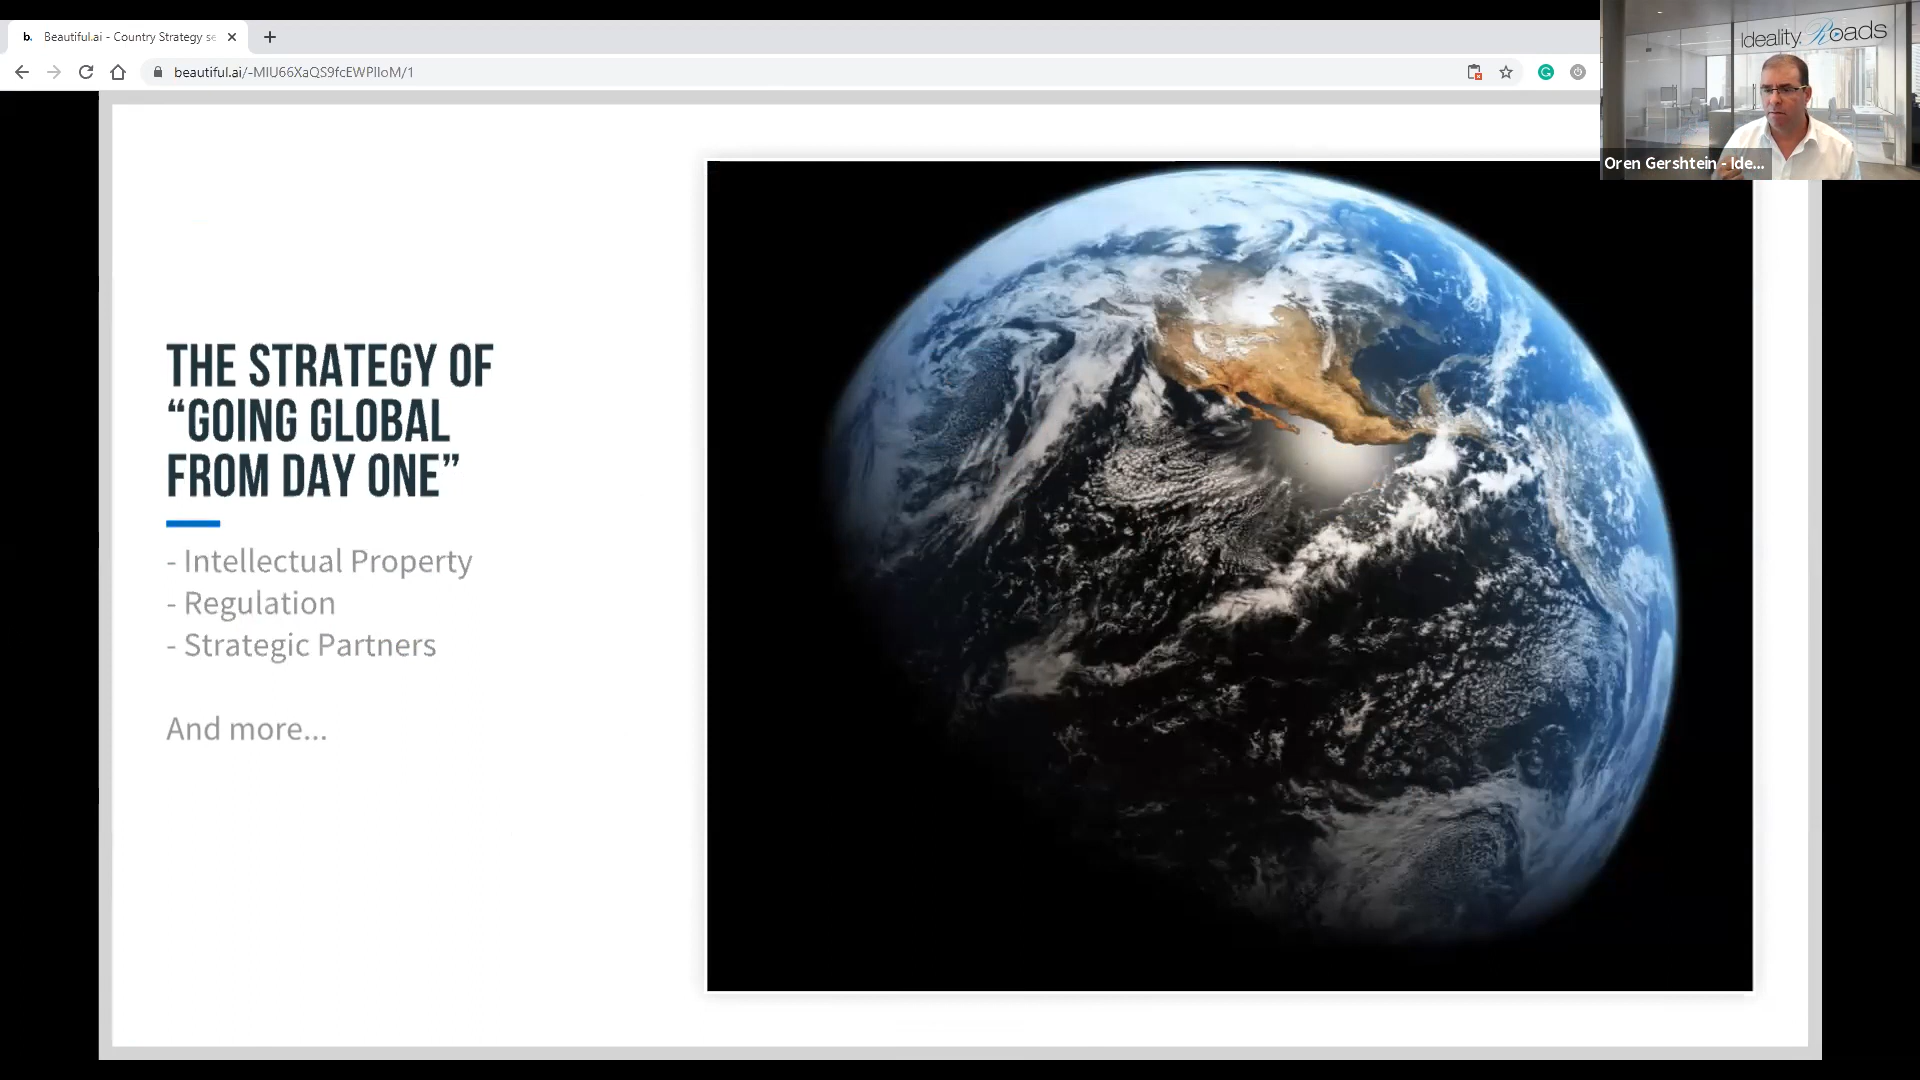 b. Beautiful.ai - Country Strategy se
beautiful.ai/-MIU66XaQS9fcEWPIIoM/1
Ideality. Roads
Oren Gershtein - Ide...
THE STRATEGY OF
“GOING GLOBAL
FROM DAY ONE”
- Intellectual Property
- Regulation
- Strategic Partners
And more...